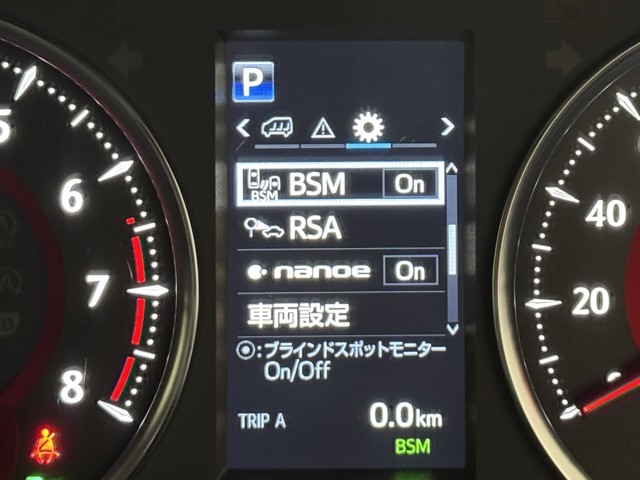 P
BSM
BSM On
RSA
nanoe On
車両設定
◉:ブラインドスポットモニター
On/Off
TRIP A 0.0km
BSM
5
6
7
8
40
20